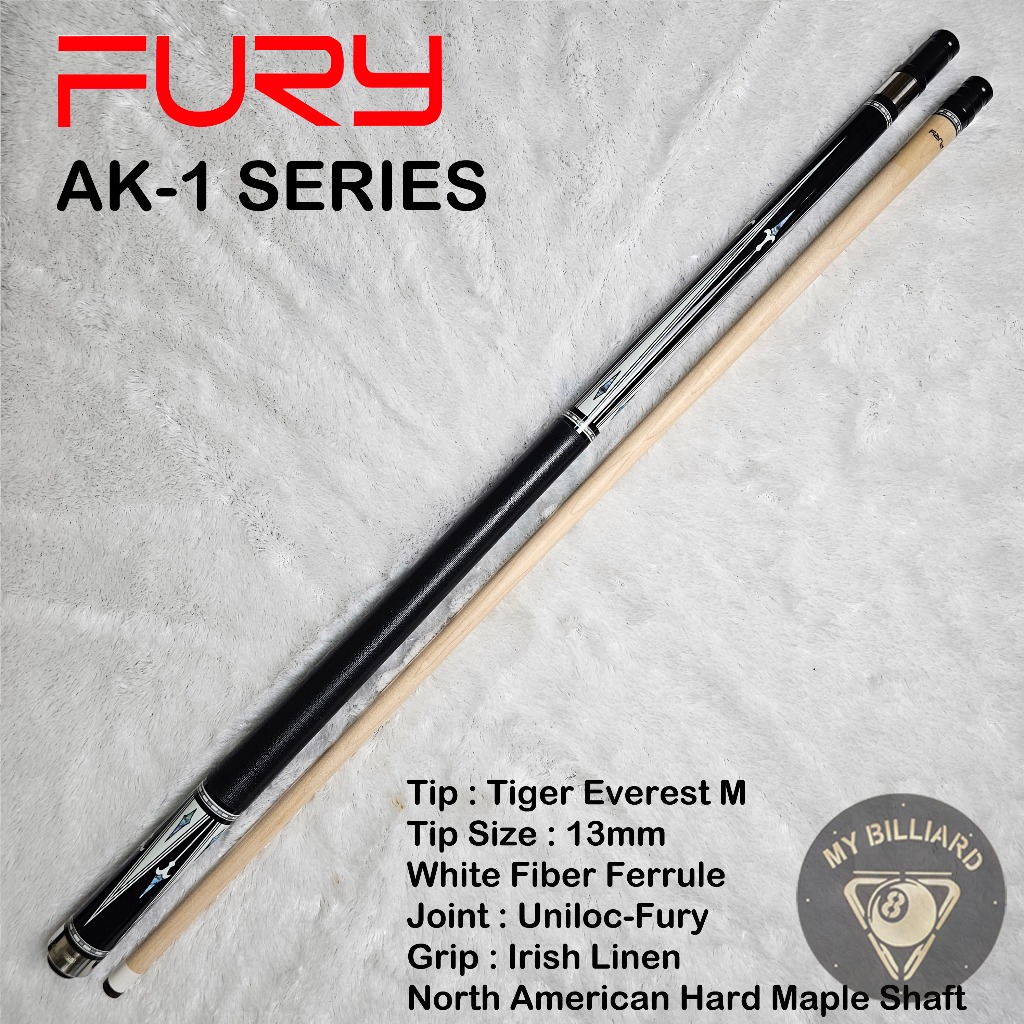 FURY
AK-1 SERIES
Fury
Tip : Tiger Everest M
Tip Size : 13mm
White Fiber Ferrule
Joint : Uniloc-Fury
Grip : Irish Linen
North American Hard Maple Shaft
MY BILLIARD
8